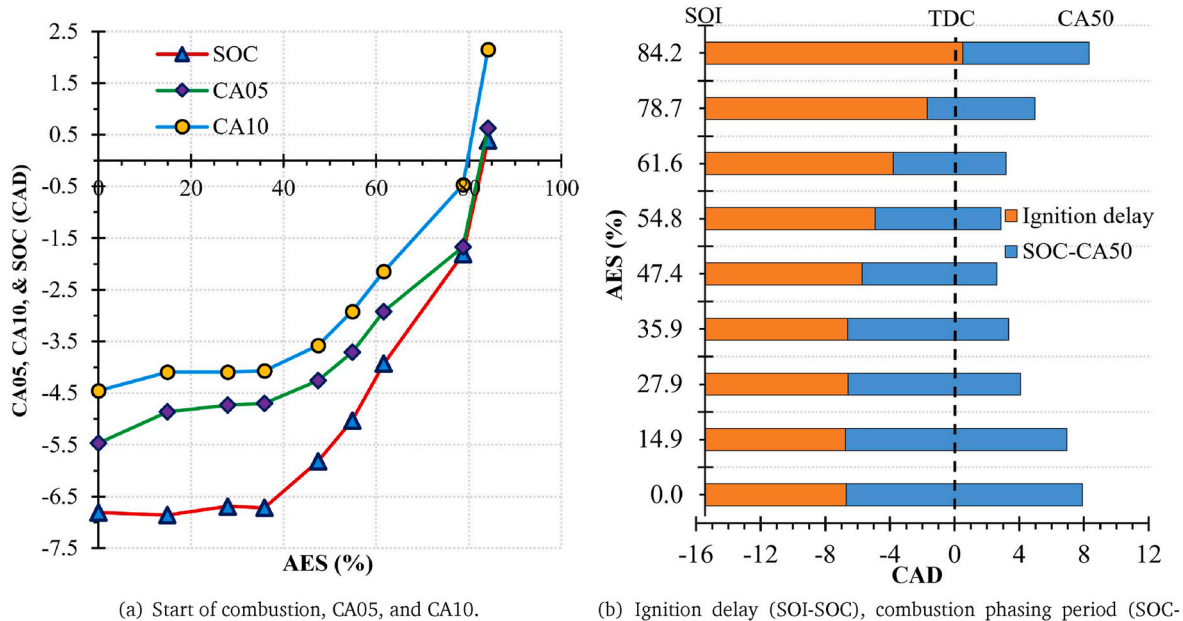 2.5
1.5
0.5
-0.5
-1.5
-2.5
-3.5
-4.5
-5.5
-6.5
-7.5
CA05, CA10, & SOC (CAD)
SOC
CA05
CA10
0 20 40 60 80 100
AES (%)
(a) Start of combustion, CA05, and CA10.
SOI TDC CA50
84.2
78.7
61.6
54.8
47.4
35.9
27.9
14.9
0.0
AES (%)
Ignition delay
SOC-CA50
-16 -12 -8 -4 0 4 8 12
CAD
(b) Ignition delay (SOI-SOC), combustion phasing period (SOC-